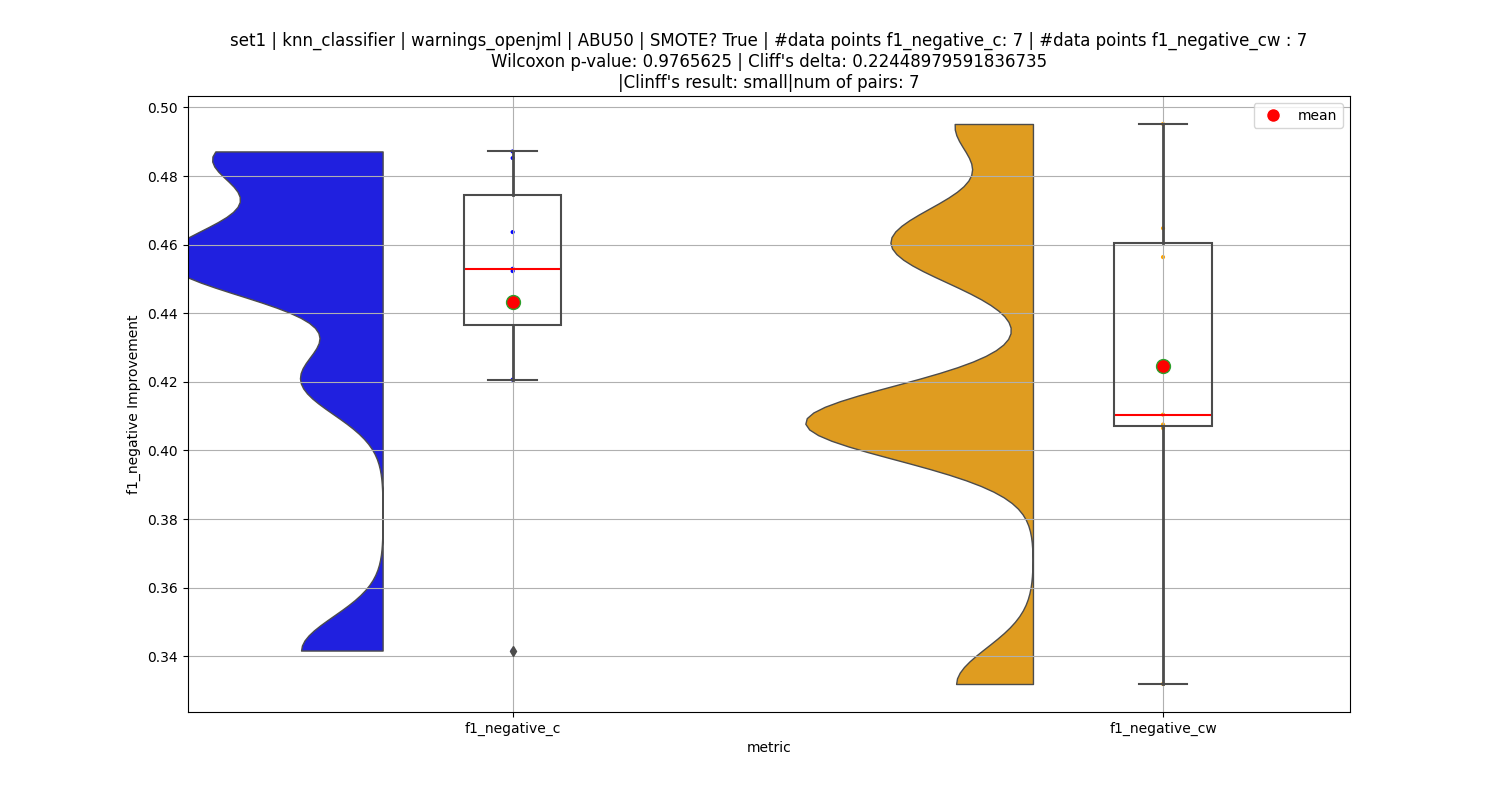 set1 | knn_classifier | warnings_openjml | ABU50 | SMOTE? True | #data points f1_negative_c: 7 | #data points f1_negative_cw : 7
Wilcoxon p-value: 0.9765625 | Cliff's delta: 0.22448979591836735
|Clinff's result: small|num of pairs: 7
mean
0.50
0.48
0.46
0.44
0.42
0.40
0.38
0.36
0.34
f1_negative Improvement
f1_negative_c
f1_negative_cw
metric